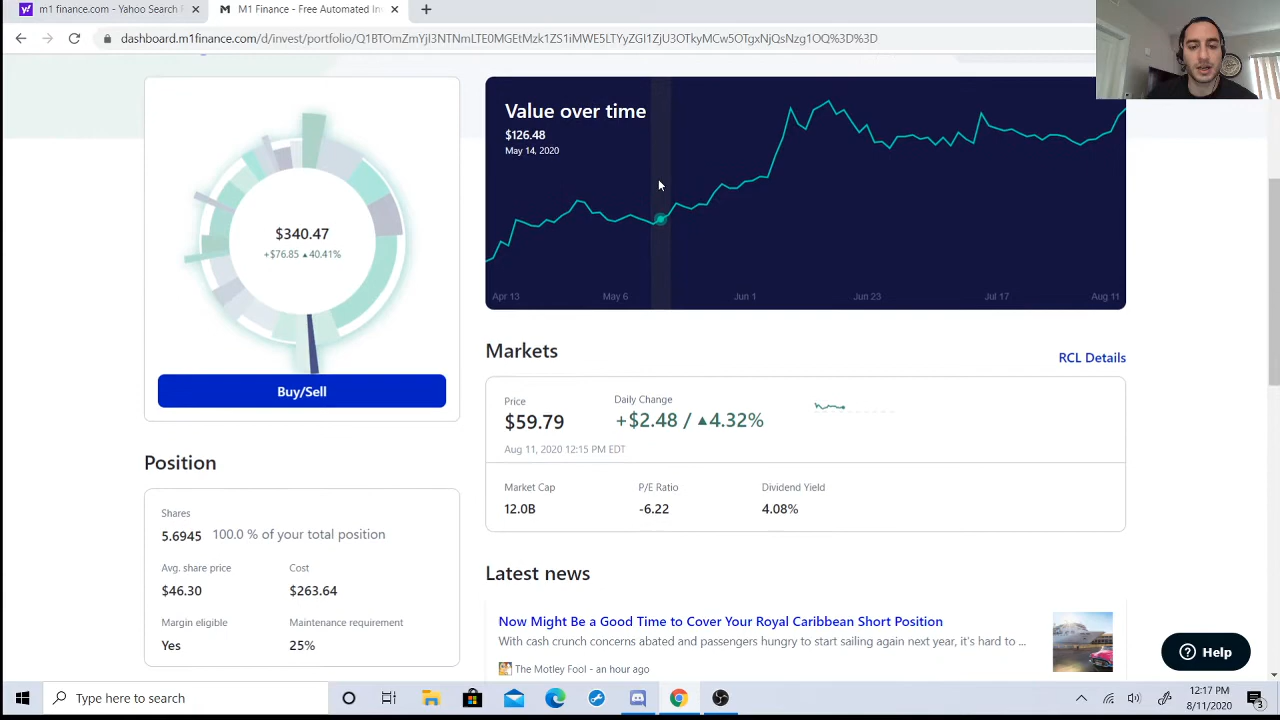 m1 finance.com - Yahoo Search
M1 Finance - Free Automated In
dashboard.m1finance.com/d/invest/portfolio/Q1BTOmZmYjI3NTNmLTE0MGEtMzk1ZS1iMWE5LTYyZGI1ZjU3OTkyMCw5OTgxNjQsNzg1OQ%3D%3D
$340.47
+$76.85 ▲40.41%
Buy/Sell
Value over time
$126.48
May 14, 2020
Apr 13 May 6 Jun 1 Jun 23 Jul 17 Aug 11
Markets
RCL Details
Price
$59.79
Daily Change
+$2.48 / ▲4.32%
Aug 11, 2020 12:15 PM EDT
Market Cap
12.0B
P/E Ratio
-6.22
Dividend Yield
4.08%
Position
Shares
5.6945 100.0 % of your total position
Avg. share price
$46.30
Cost
$263.64
Margin eligible
Yes
Maintenance requirement
25%
Latest news
Now Might Be a Good Time to Cover Your Royal Caribbean Short Position
With cash crunch concerns abated and passengers hungry to start sailing again next year, it's hard to ...
The Motley Fool - an hour ago
Help
Type here to search
12:17 PM
8/11/2020
3